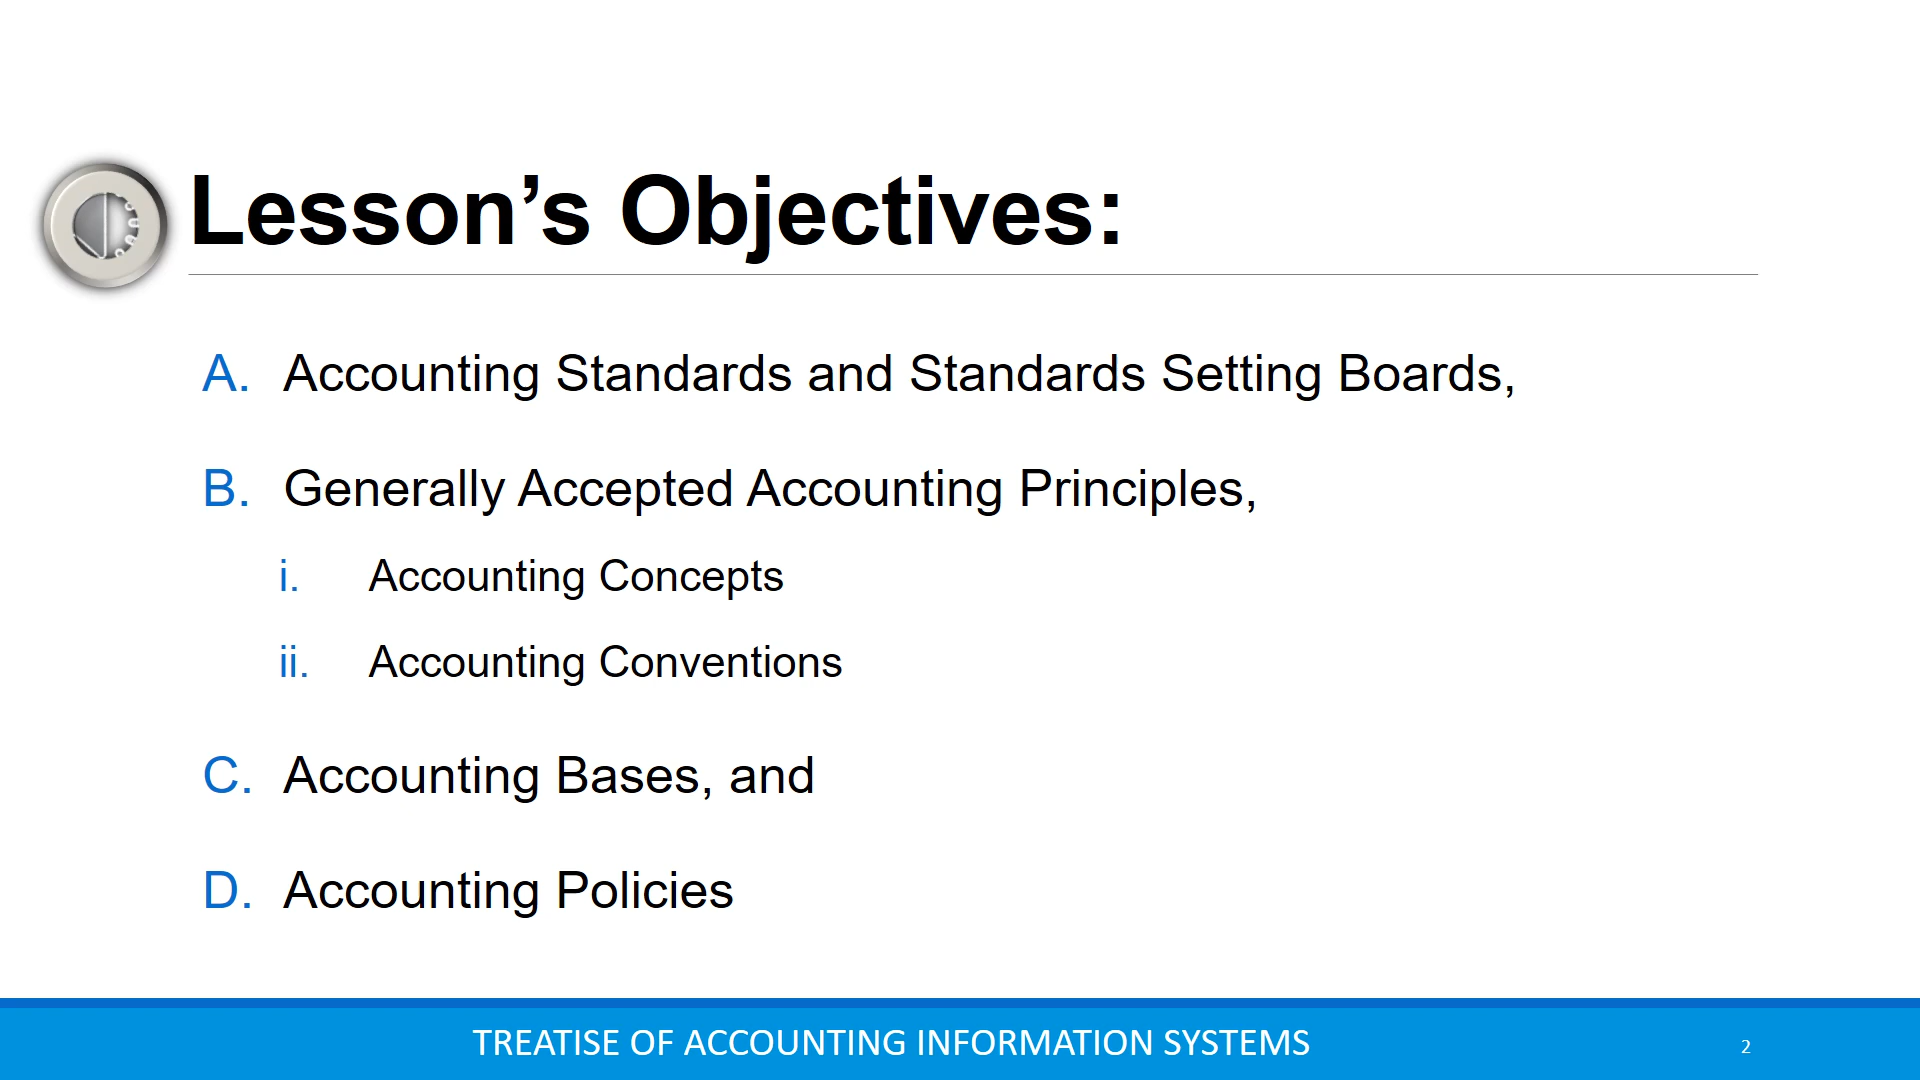 Lesson’s Objectives:
A. Accounting Standards and Standards Setting Boards,
B. Generally Accepted Accounting Principles,
i. Accounting Concepts
ii. Accounting Conventions
C. Accounting Bases, and
D. Accounting Policies
TREATISE OF ACCOUNTING INFORMATION SYSTEMS
2